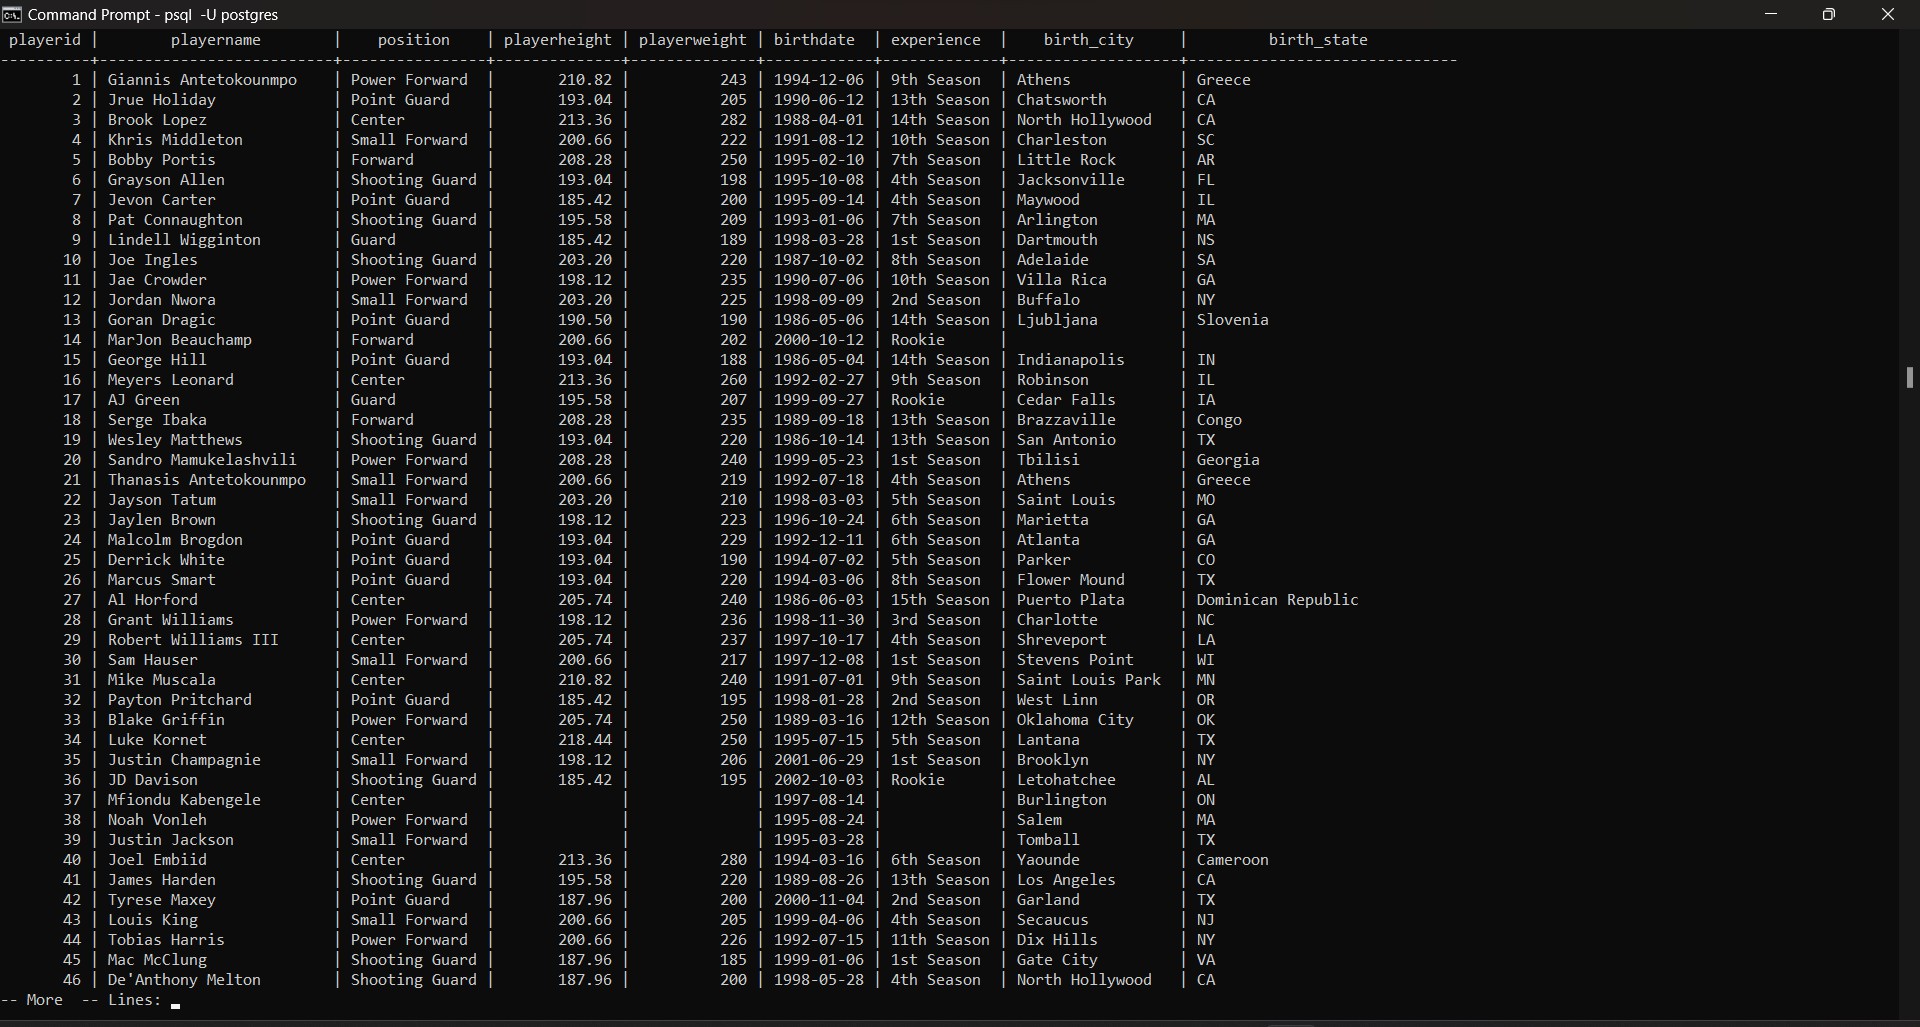 Command Prompt - psql -U postgres
playerid | playername | position | playerheight | playerweight | birthdate | experience | birth_city | birth_state
1 | Giannis Antetokounmpo | Power Forward | 210.82 | 243 | 1994-12-06 | 9th Season | Athens | Greece
2 | Jrue Holiday | Point Guard | 193.04 | 205 | 1990-06-12 | 13th Season | Chatsworth | CA
3 | Brook Lopez | Center | 213.36 | 282 | 1988-04-01 | 14th Season | North Hollywood | CA
4 | Khris Middleton | Small Forward | 200.66 | 222 | 1991-08-12 | 10th Season | Charleston | SC
5 | Bobby Portis | Forward | 208.28 | 250 | 1995-02-10 | 7th Season | Little Rock | AR
6 | Grayson Allen | Shooting Guard | 193.04 | 198 | 1995-10-08 | 4th Season | Jacksonville | FL
7 | Jevon Carter | Point Guard | 185.42 | 200 | 1995-09-14 | 4th Season | Maywood | IL
8 | Pat Connaughton | Shooting Guard | 195.58 | 209 | 1993-01-06 | 7th Season | Arlington | MA
9 | Lindell Wigginton | Guard | 185.42 | 189 | 1998-03-28 | 1st Season | Dartmouth | NS
10 | Joe Ingles | Shooting Guard | 203.20 | 220 | 1987-10-02 | 8th Season | Adelaide | SA
11 | Jae Crowder | Power Forward | 198.12 | 235 | 1990-07-06 | 10th Season | Villa Rica | GA
12 | Jordan Nwora | Small Forward | 203.20 | 225 | 1998-09-09 | 2nd Season | Buffalo | NY
13 | Goran Dragic | Point Guard | 190.50 | 190 | 1986-05-06 | 14th Season | Ljubljana | Slovenia
14 | MarJon Beauchamp | Forward | 200.66 | 202 | 2000-10-12 | Rookie | |
15 | George Hill | Point Guard | 193.04 | 188 | 1986-05-04 | 14th Season | Indianapolis | IN
16 | Meyers Leonard | Center | 213.36 | 260 | 1992-02-27 | 9th Season | Robinson | IL
17 | AJ Green | Guard | 195.58 | 207 | 1999-09-27 | Rookie | Cedar Falls | IA
18 | Serge Ibaka | Forward | 208.28 | 235 | 1989-09-18 | 13th Season | Brazzaville | Congo
19 | Wesley Matthews | Shooting Guard | 193.04 | 220 | 1986-10-14 | 13th Season | San Antonio | TX
20 | Sandro Mamukelashvili | Power Forward | 208.28 | 240 | 1999-05-23 | 1st Season | Tbilisi | Georgia
21 | Thanasis Antetokounmpo | Small Forward | 200.66 | 219 | 1992-07-18 | 4th Season | Athens | Greece
22 | Jayson Tatum | Small Forward | 203.20 | 210 | 1998-03-03 | 5th Season | Saint Louis | MO
23 | Jaylen Brown | Shooting Guard | 198.12 | 223 | 1996-10-24 | 6th Season | Marietta | GA
24 | Malcolm Brogdon | Point Guard | 193.04 | 229 | 1992-12-11 | 6th Season | Atlanta | GA
25 | Derrick White | Point Guard | 193.04 | 190 | 1994-07-02 | 5th Season | Parker | CO
26 | Marcus Smart | Point Guard | 193.04 | 220 | 1994-03-06 | 8th Season | Flower Mound | TX
27 | Al Horford | Center | 205.74 | 240 | 1986-06-03 | 15th Season | Puerto Plata | Dominican Republic
28 | Grant Williams | Power Forward | 198.12 | 236 | 1998-11-30 | 3rd Season | Charlotte | NC
29 | Robert Williams III | Center | 205.74 | 237 | 1997-10-17 | 4th Season | Shreveport | LA
30 | Sam Hauser | Small Forward | 200.66 | 217 | 1997-12-08 | 1st Season | Stevens Point | WI
31 | Mike Muscala | Center | 210.82 | 240 | 1991-07-01 | 9th Season | Saint Louis Park | MN
32 | Payton Pritchard | Point Guard | 185.42 | 195 | 1998-01-28 | 2nd Season | West Linn | OR
33 | Blake Griffin | Power Forward | 205.74 | 250 | 1989-03-16 | 12th Season | Oklahoma City | OK
34 | Luke Kornet | Center | 218.44 | 250 | 1995-07-15 | 5th Season | Lantana | TX
35 | Justin Champagnie | Small Forward | 198.12 | 206 | 2001-06-29 | 1st Season | Brooklyn | NY
36 | JD Davison | Shooting Guard | 185.42 | 195 | 2002-10-03 | Rookie | Letohatchee | AL
37 | Mfiondu Kabengele | Center | | | 1997-08-14 | | Burlington | ON
38 | Noah Vonleh | Power Forward | | | 1995-08-24 | | Salem | MA
39 | Justin Jackson | Small Forward | | | 1995-03-28 | | Tomball | TX
40 | Joel Embiid | Center | 213.36 | 280 | 1994-03-16 | 6th Season | Yaounde | Cameroon
41 | James Harden | Shooting Guard | 195.58 | 220 | 1989-08-26 | 13th Season | Los Angeles | CA
42 | Tyrese Maxey | Point Guard | 187.96 | 200 | 2000-11-04 | 2nd Season | Garland | TX
43 | Louis King | Small Forward | 200.66 | 205 | 1999-04-06 | 4th Season | Secaucus | NJ
44 | Tobias Harris | Power Forward | 200.66 | 226 | 1992-07-15 | 11th Season | Dix Hills | NY
45 | Mac McClung | Shooting Guard | 187.96 | 185 | 1999-01-06 | 1st Season | Gate City | VA
46 | De'Anthony Melton | Shooting Guard | 187.96 | 200 | 1998-05-28 | 4th Season | North Hollywood | CA
-- More -- Lines: _